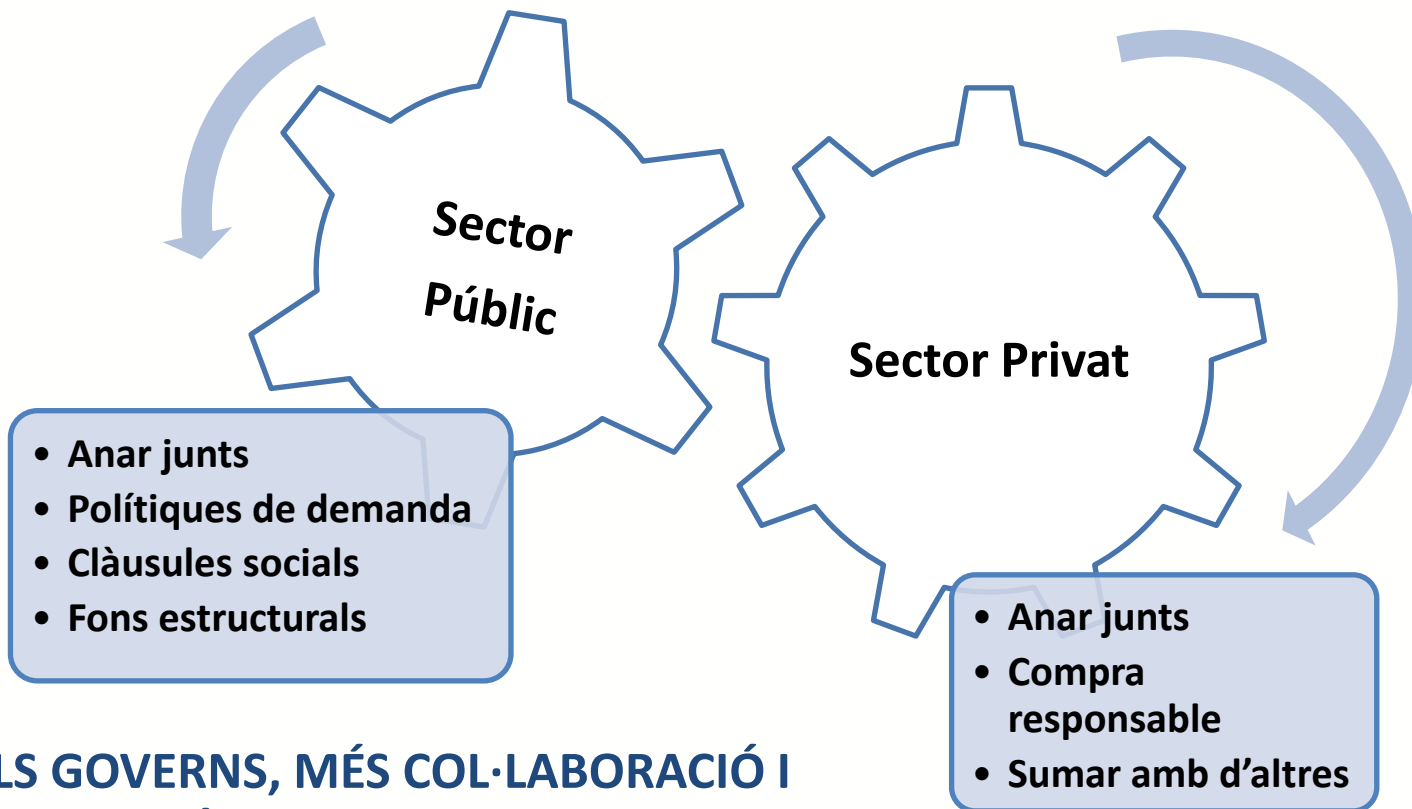 Sector
Públic
Sector Privat
• Anar junts
• Polítiques de demanda
• Clàusules socials
• Fons estructurals
• Anar junts
• Compra
responsable
• Sumar amb d’altres
LS GOVERNS, MÉS COL·LABORACIÓ I